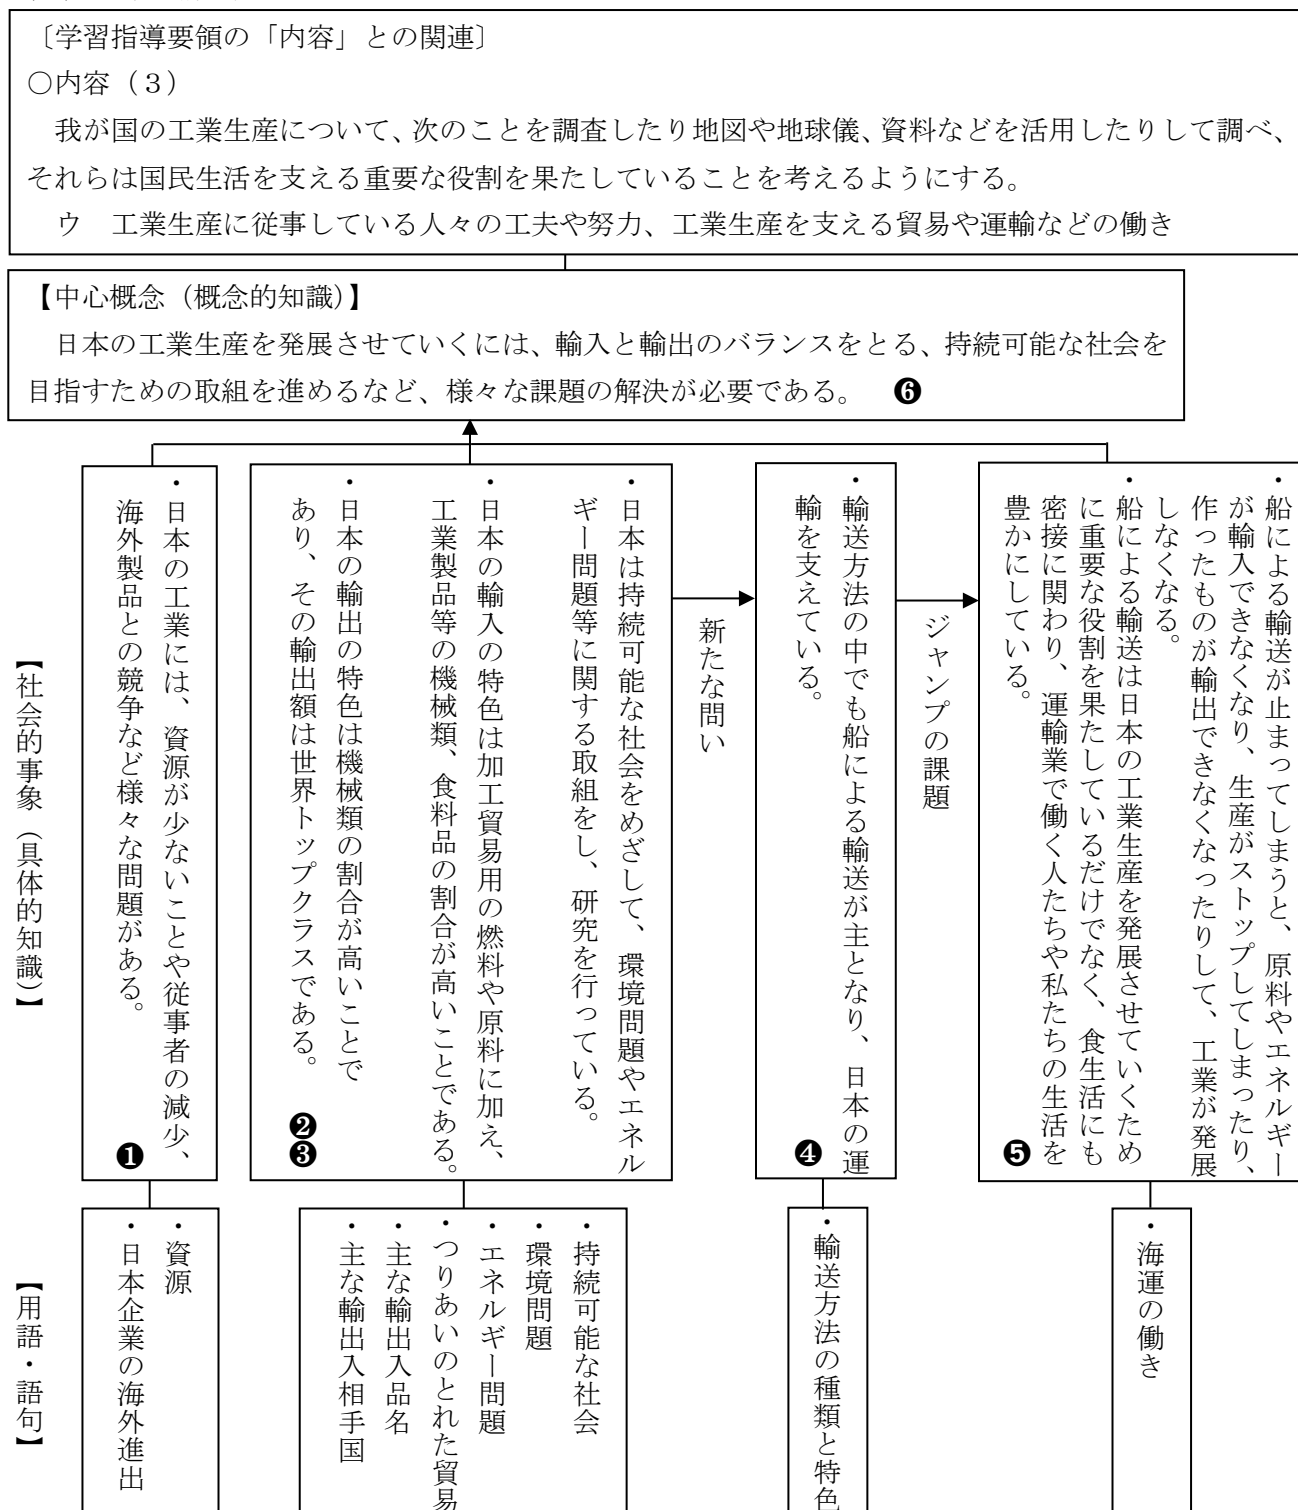 〔学習指導要領の「内容」との関連〕
○内容（３）
我が国の工業生産について、次のことを調査したり地図や地球儀、資料などを活用したりして調べ、
それらは国民生活を支える重要な役割を果たしていることを考えるようにする。
ウ　工業生産に従事している人々の工夫や努力、工業生産を支える貿易や運輸などの働き
【中心概念（概念的知識）】
日本の工業生産を発展させていくには、輸入と輸出のバランスをとる、持続可能な社会を
目指すための取組を進めるなど、様々な課題の解決が必要である。　❻
・船による輸送が止まってしまうと、原料やエネルギー
が輸入できなくなり、生産がストップしてしまったり、
作ったものが輸出できなくなったりして、工業が発展
しなくなる。
・船による輸送は日本の工業生産を発展させていくため
に重要な役割を果たしているだけでなく、食生活にも
密接に関わり、運輸業で働く人たちや私たちの生活を
豊かにしている。
❺
ジャンプの課題
・輸送方法の中でも船による輸送が主となり、日本の運
輸を支えている。
❹
新たな問い
・日本は持続可能な社会をめざして、環境問題やエネル
ギー問題等に関する取組をし、研究を行っている。
・日本の輸入の特色は加工貿易用の燃料や原料に加え、
工業製品等の機械類、食料品の割合が高いことである。
・日本の輸出の特色は機械類の割合が高いことで
あり、その輸出額は世界トップクラスである。
❷
❸
・日本の工業には、資源が少ないことや従事者の減少、
海外製品との競争など様々な問題がある。
❶
【社会的事象（具体的知識）】
・海運の働き
・輸送方法の種類と特色
・持続可能な社会
・環境問題
・エネルギー問題
・つりあいのとれた貿易
・主な輸出入品名
・主な輸出入相手国
・資源
・日本企業の海外進出
【用語・語句】